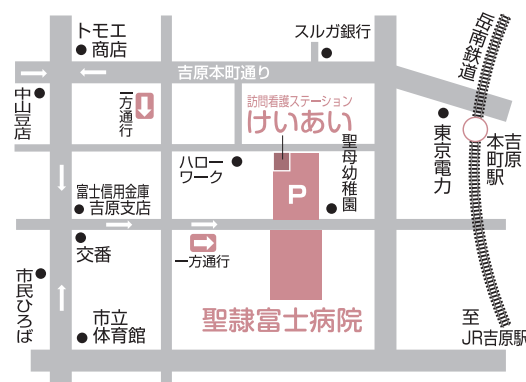 トモエ
商店
スルガ銀行
岳南鉄道
吉原本町通り
中山豆店
一方
通行
訪問看護ステーション
けいあい
聖母幼稚園
東京電力
吉原
本町駅
ハロー
ワーク
P
富士信用金庫
吉原支店
交番
一方通行
市民ひろば
市立
体育館
聖隷富士病院
至
JR吉原駅